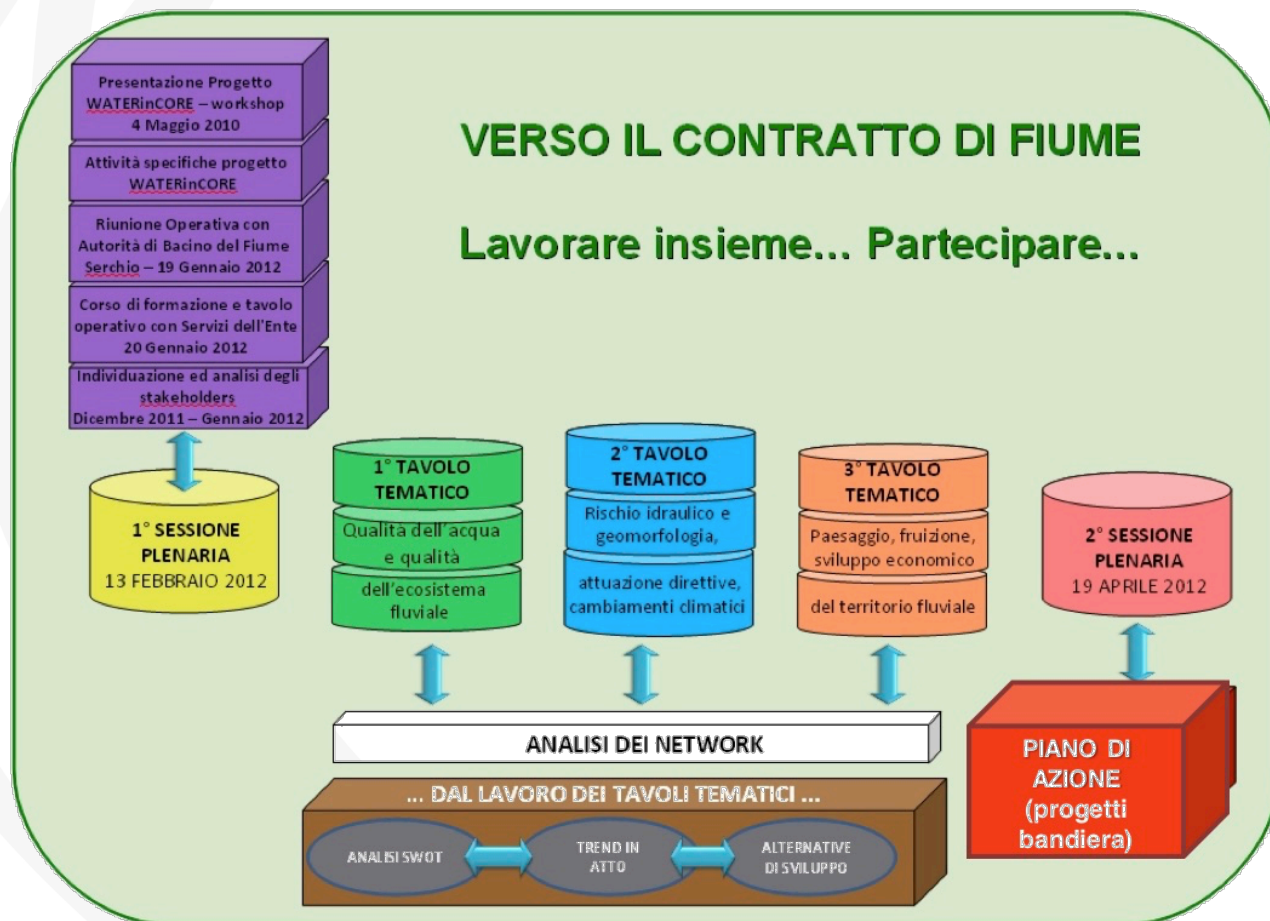 Presentazione Progetto
WATERinCORE – workshop
4 Maggio 2010
Attività specifiche progetto
WATERinCORE
Riunione Operativa con
Autorità di Bacino del Fiume
Serchio – 19 Gennaio 2012
Corso di formazione e tavolo
operativo con Servizi dell'Ente
20 Gennaio 2012
Individuazione ed analisi degli
stakeholders
Dicembre 2011 – Gennaio 2012
VERSO IL CONTRATTO DI FIUME
Lavorare insieme... Partecipare...
1° SESSIONE
PLENARIA
13 FEBBRAIO 2012
1° TAVOLO
TEMATICO
Qualità dell'acqua
e qualità
dell'ecosistema
fluviale
2° TAVOLO
TEMATICO
Rischio idraulico e
geomorfologia,
attuazione direttive,
cambiamenti climatici
3° TAVOLO
TEMATICO
Paesaggio, fruizione,
sviluppo economico
del territorio fluviale
2° SESSIONE
PLENARIA
19 APRILE 2012
ANALISI DEI NETWORK
... DAL LAVORO DEI TAVOLI TEMATICI ...
ANALISI SWOT
TREND IN
ATTO
ALTERNATIVE
DI SVILUPPO
PIANO DI
AZIONE
(progetti
bandiera)